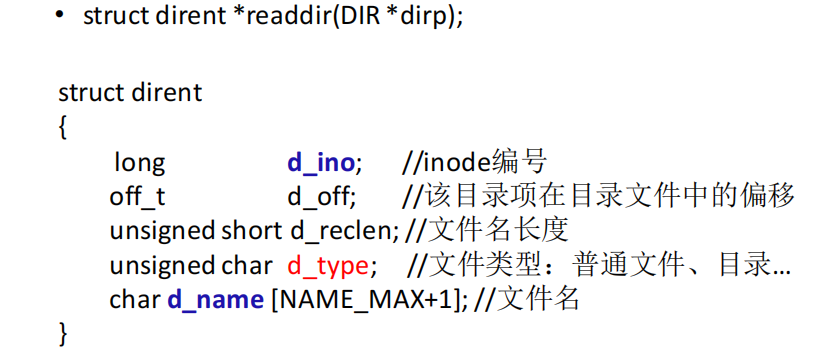 • struct dirent *readdir(DIR *dirp);
struct dirent
{
long d_ino; //inode编号
off_t d_off; //该目录项在目录文件中的偏移
unsigned short d_reclen; //文件名长度
unsigned char d_type; //文件类型：普通文件、目录…
char d_name [NAME_MAX+1]; //文件名
}